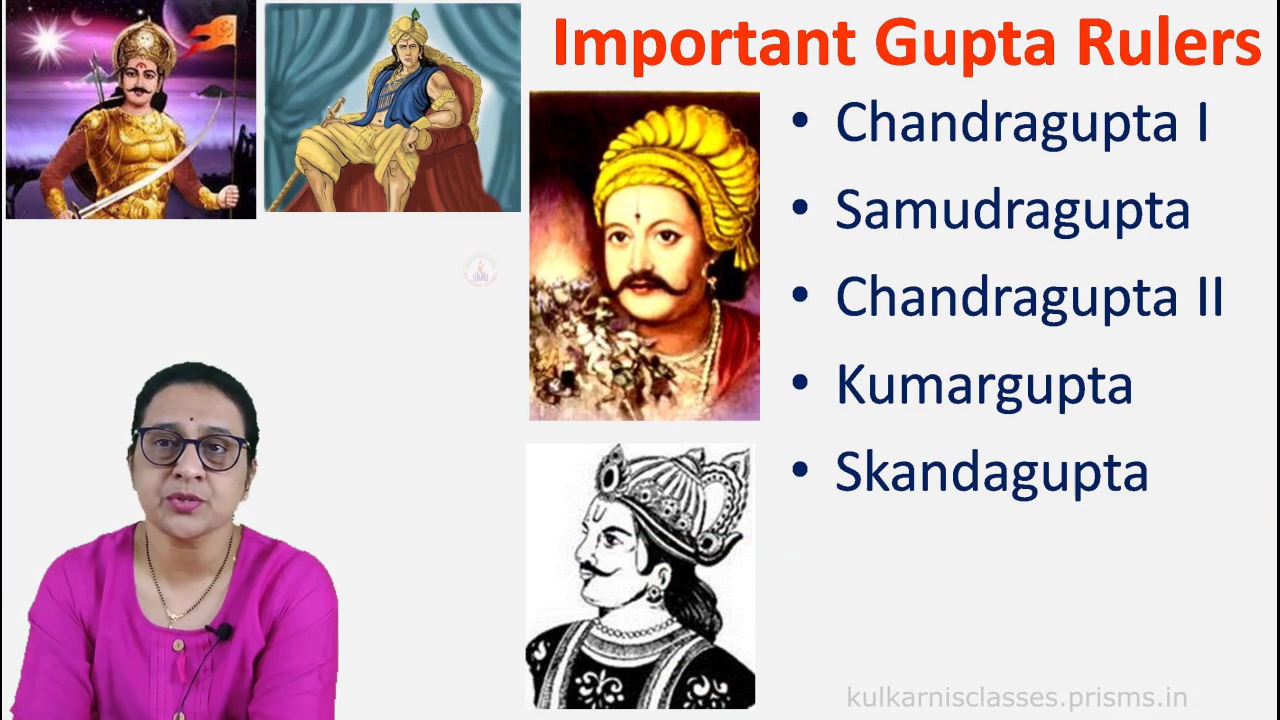 Important Gupta Rulers
• Chandragupta I
• Samudragupta
• Chandragupta II
• Kumargupta
• Skandagupta
kulkarnisclasses.prisms.in